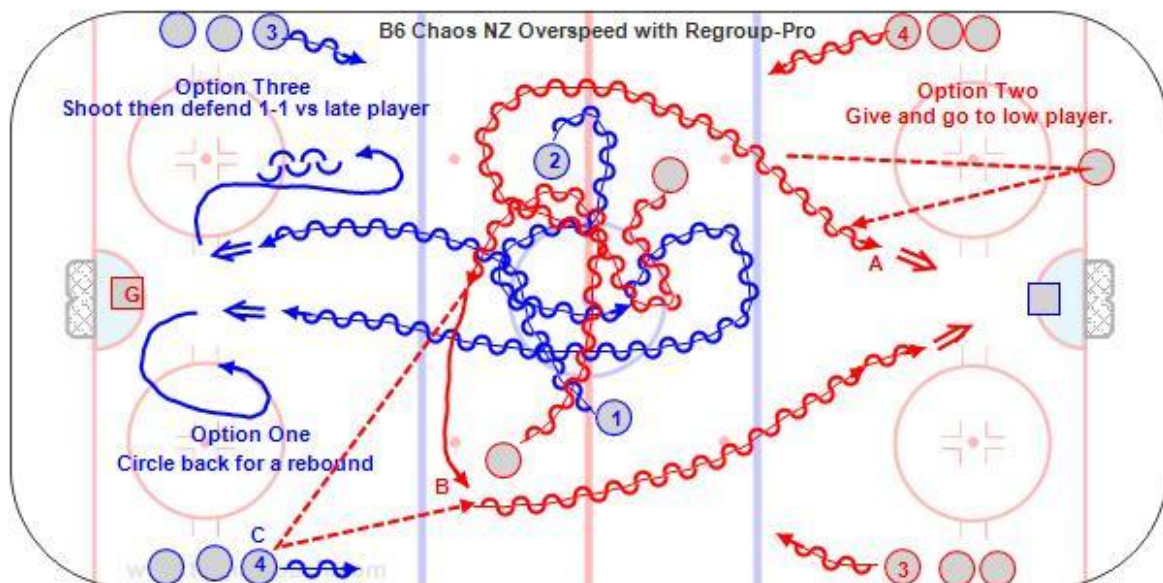 B6 Chaos NZ Overspeed with Regroup-Pro
3
4
Option Three
Shoot then defend 1-1 vs late player
Option Two
Give and go to low player.
2
A
G
1
Option One
Circle back for a rebound
B
C
4
3